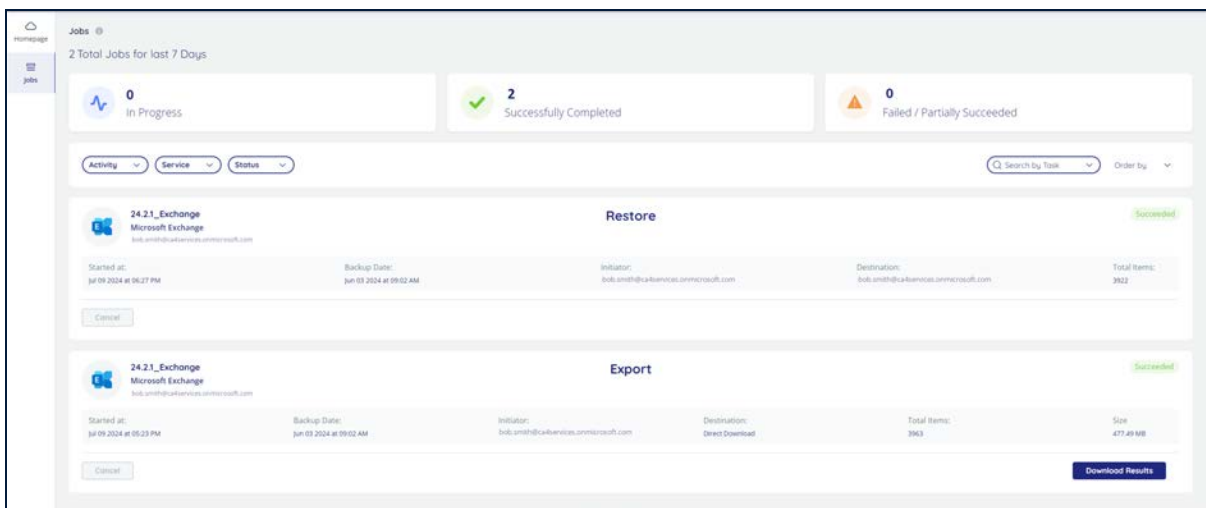 Homepage
Jobs
Jobs
2 Total Jobs for last 7 Days
0
In Progress
2
Successfully Completed
0
Failed / Partially Succeeded
Activity
Service
Status
Search by Task
Order by
24.2.1_Exchange
Microsoft Exchange
bob.smith@ca4services.onmicrosoft.com
Restore
Succeeded
Started at:
Backup Date:
Initiator:
Destination:
Total Items:
Jul 09 2024 at 06:27 PM
Jun 03 2024 at 09:02 AM
bob.smith@ca4services.onmicrosoft.com
bob.smith@ca4services.onmicrosoft.com
3922
Cancel
24.2.1_Exchange
Microsoft Exchange
bob.smith@ca4services.onmicrosoft.com
Export
Succeeded
Started at:
Backup Date:
Initiator:
Destination:
Total Items:
Size
Jul 09 2024 at 05:23 PM
Jun 03 2024 at 09:02 AM
bob.smith@ca4services.onmicrosoft.com
Direct Download
3963
477.49 MB
Cancel
Download Results